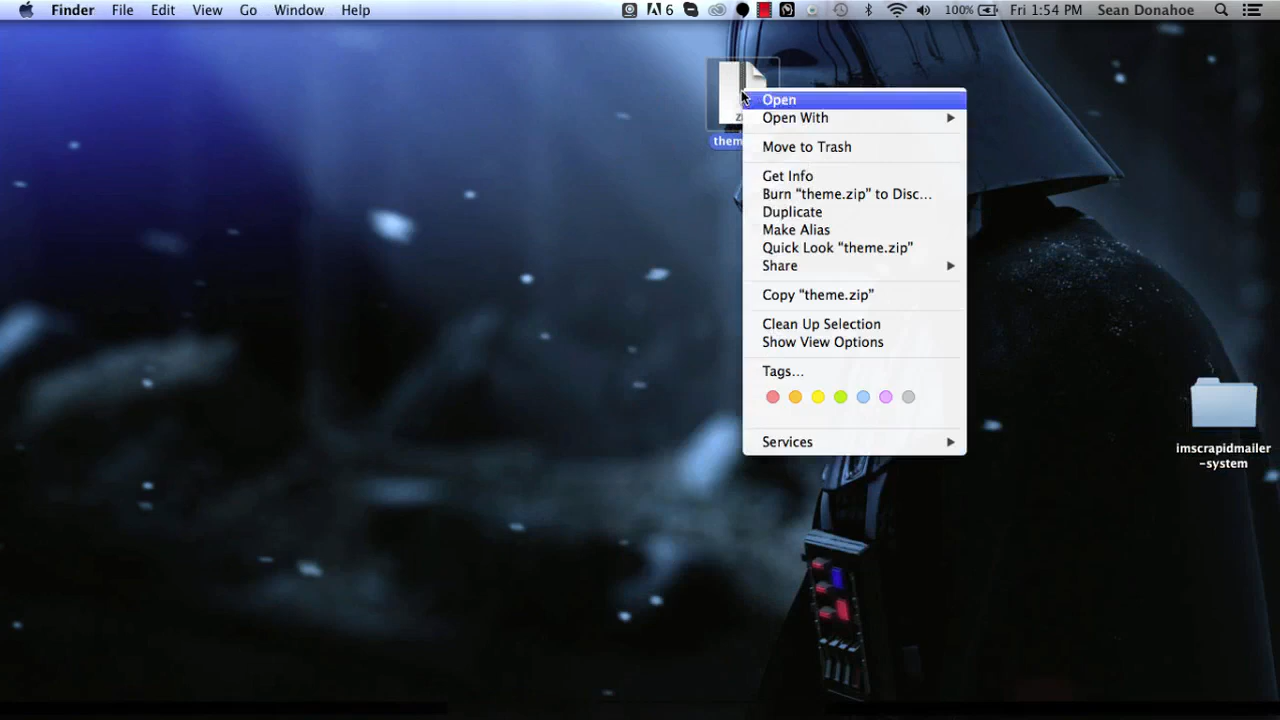 Finder File Edit View Go Window Help 6 100% Fri 1:54 PM Sean Donahoe
Open
Open With
Move to Trash
Get Info
Burn “theme.zip” to Disc...
Duplicate
Make Alias
Quick Look “theme.zip”
Share
Copy “theme.zip”
Clean Up Selection
Show View Options
Tags...
Services
imscrapidmailer
-system